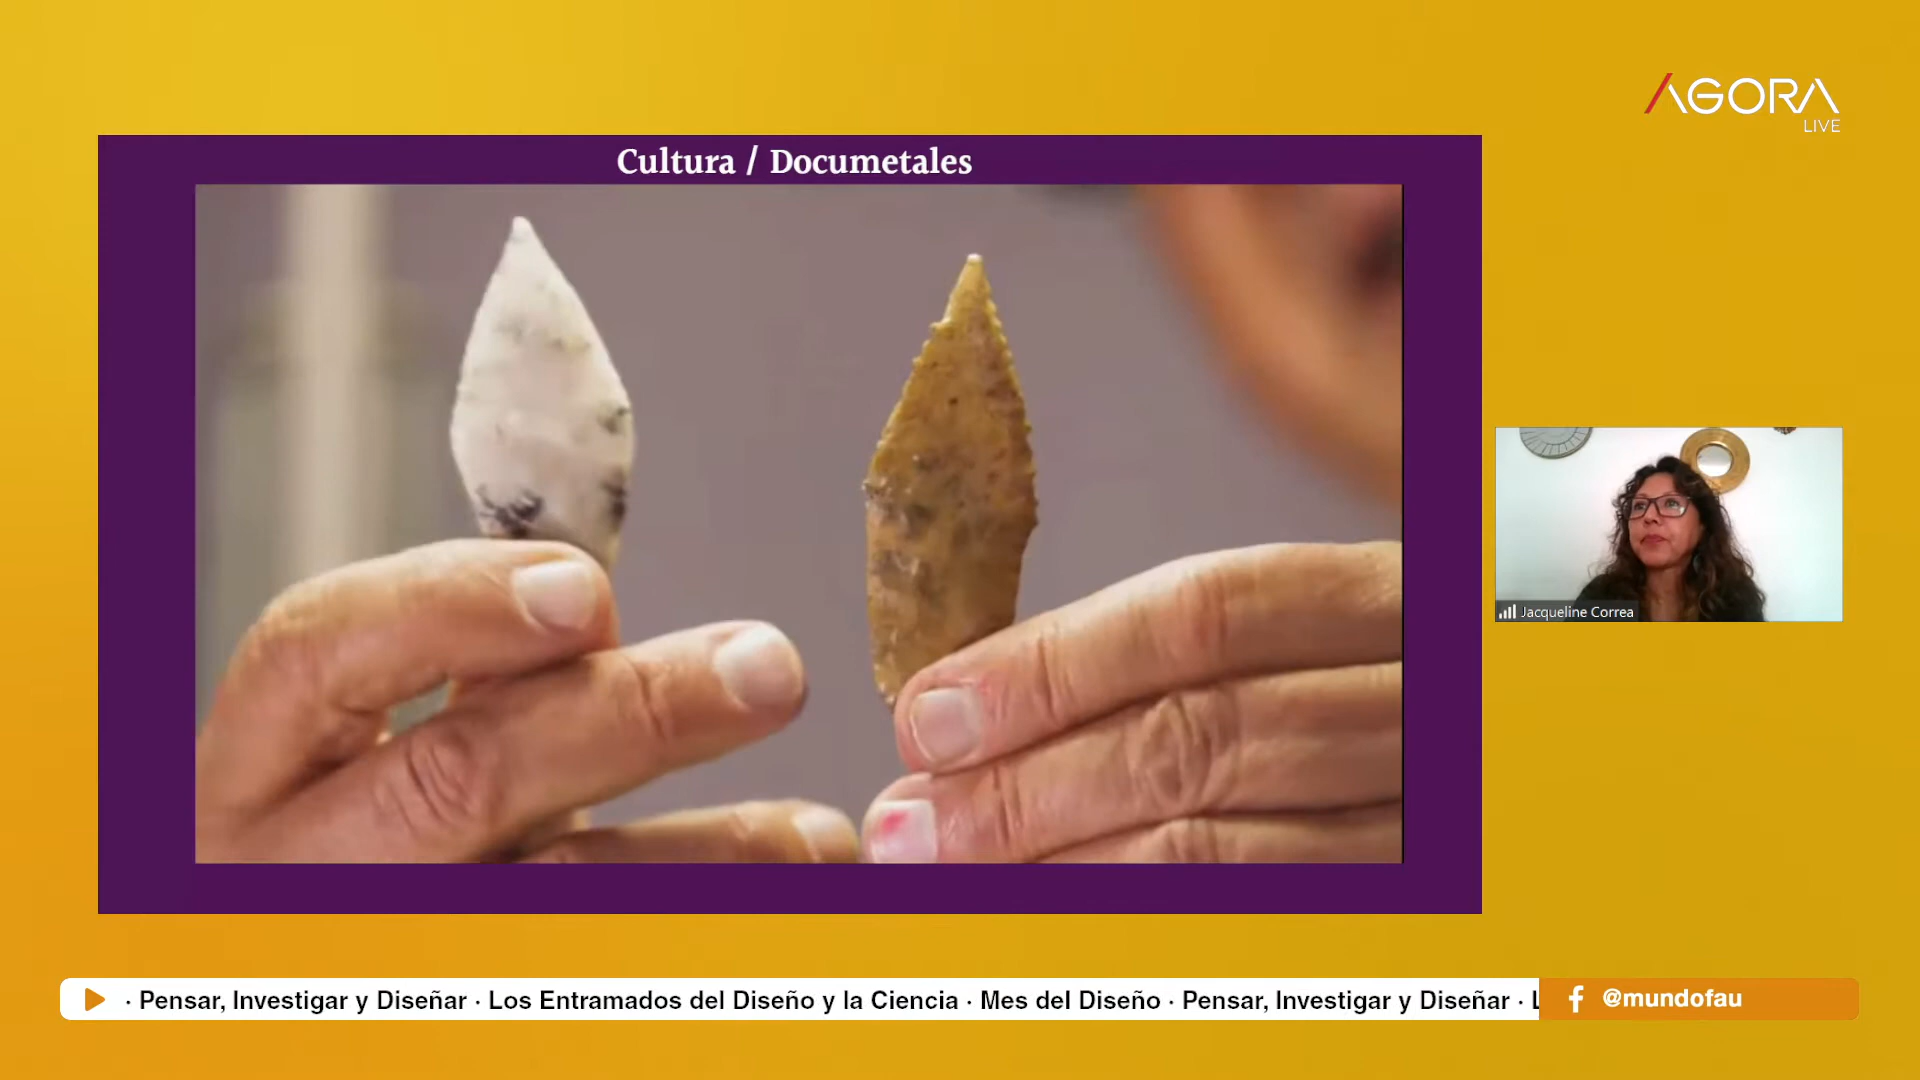 AGORA
LIVE
Cultura / Documetales
Jacqueline Correa
· Pensar, Investigar y Diseñar · Los Entramados del Diseño y la Ciencia · Mes del Diseño · Pensar, Investigar y Diseñar · L
@mundofau